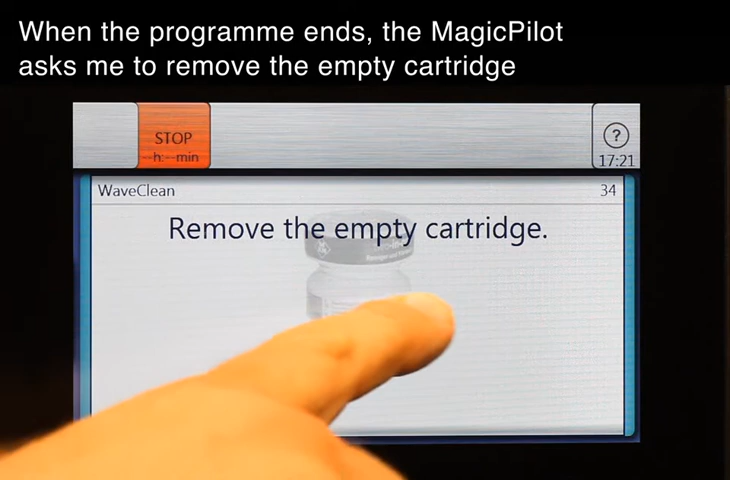 When the programme ends, the MagicPilot
asks me to remove the empty cartridge
STOP
--h:--min
?
17:21
WaveClean
34
Remove the empty cartridge.